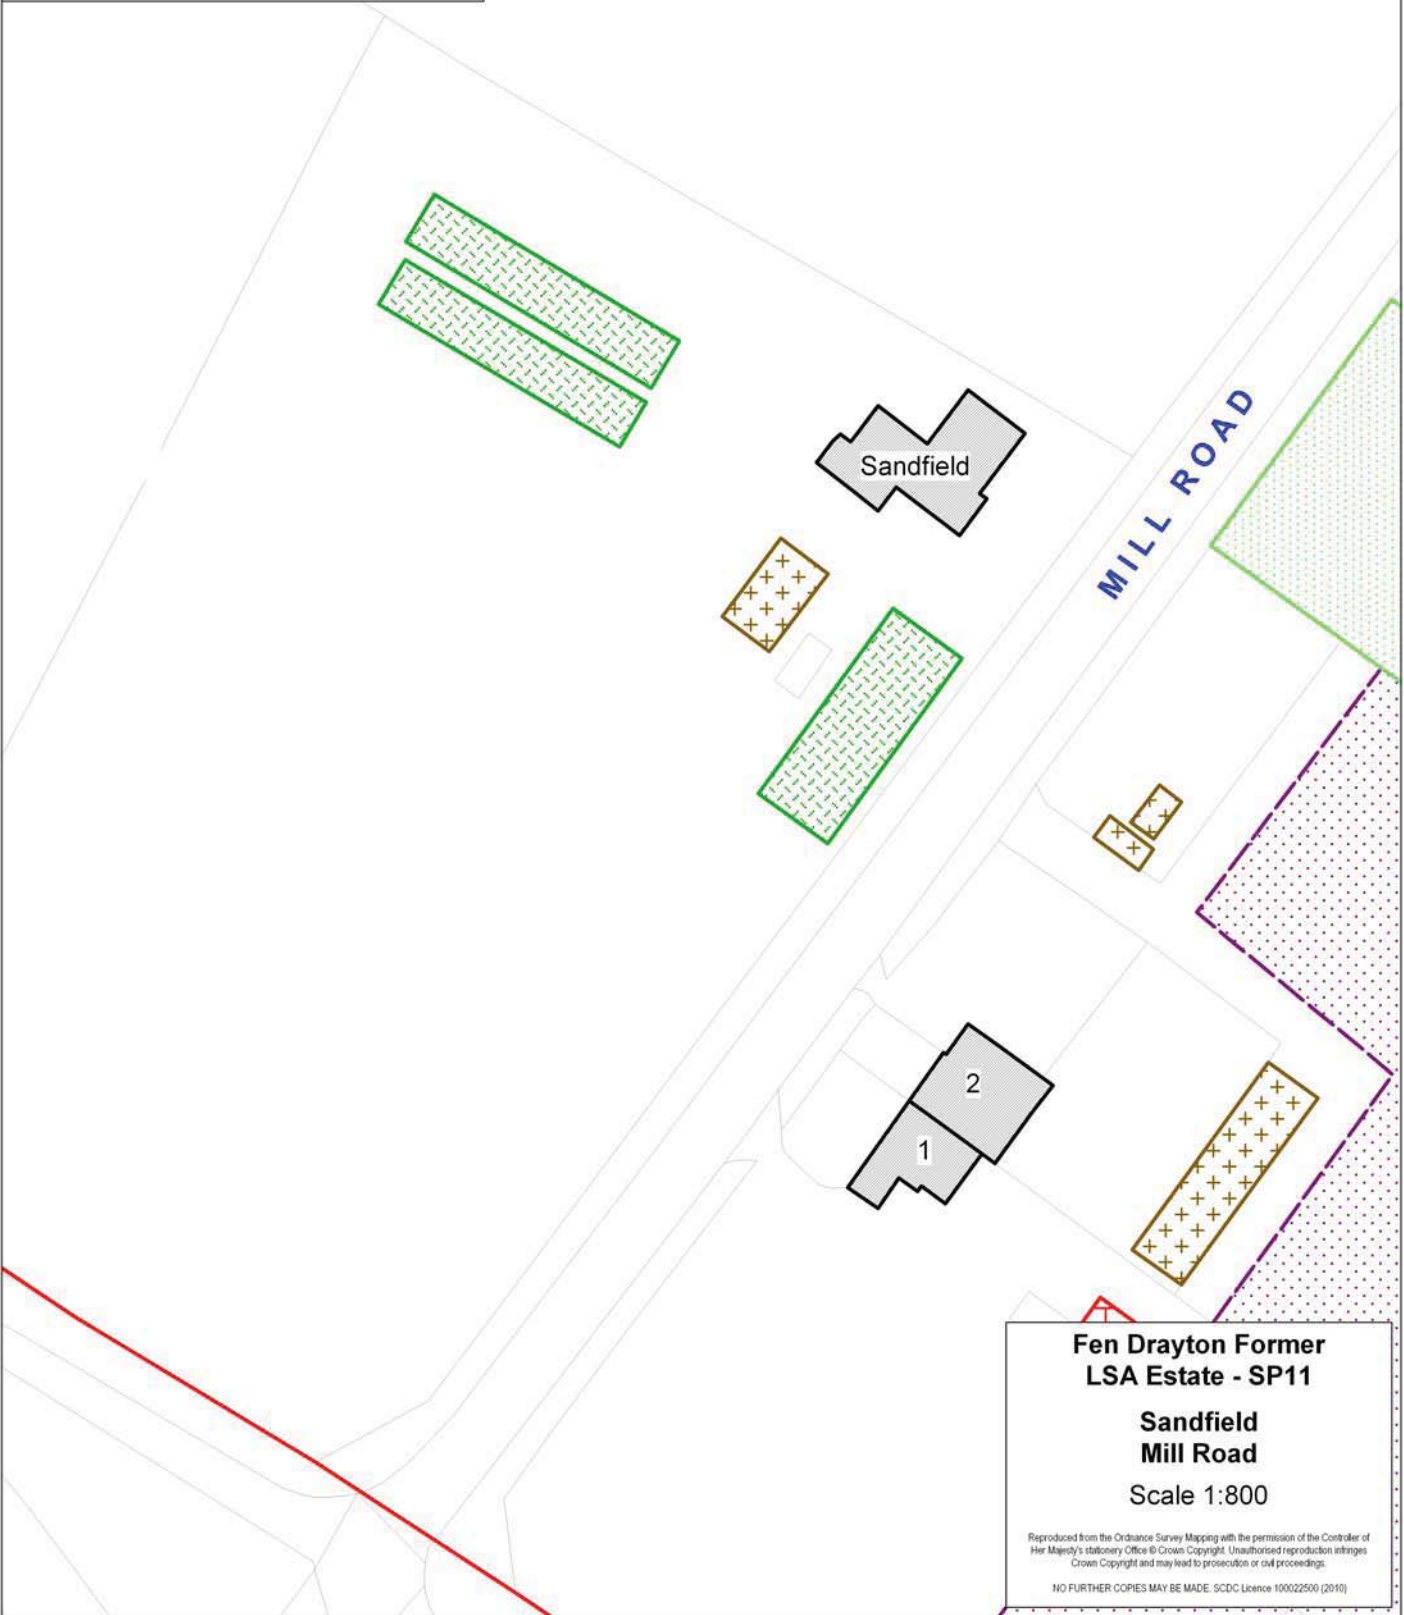 Sandfield
MILL ROAD
2
1
Fen Drayton Former
LSA Estate - SP11
Sandfield
Mill Road
Scale 1:800
Reproduced from the Ordnance Survey Mapping with the permission of the Controller of
Her Majesty's stationery Office © Crown Copyright. Unauthorised reproduction infringes
Crown Copyright and may lead to prosecution or civil proceedings.
NO FURTHER COPIES MAY BE MADE. SCDC Licence 100022500 (2010)